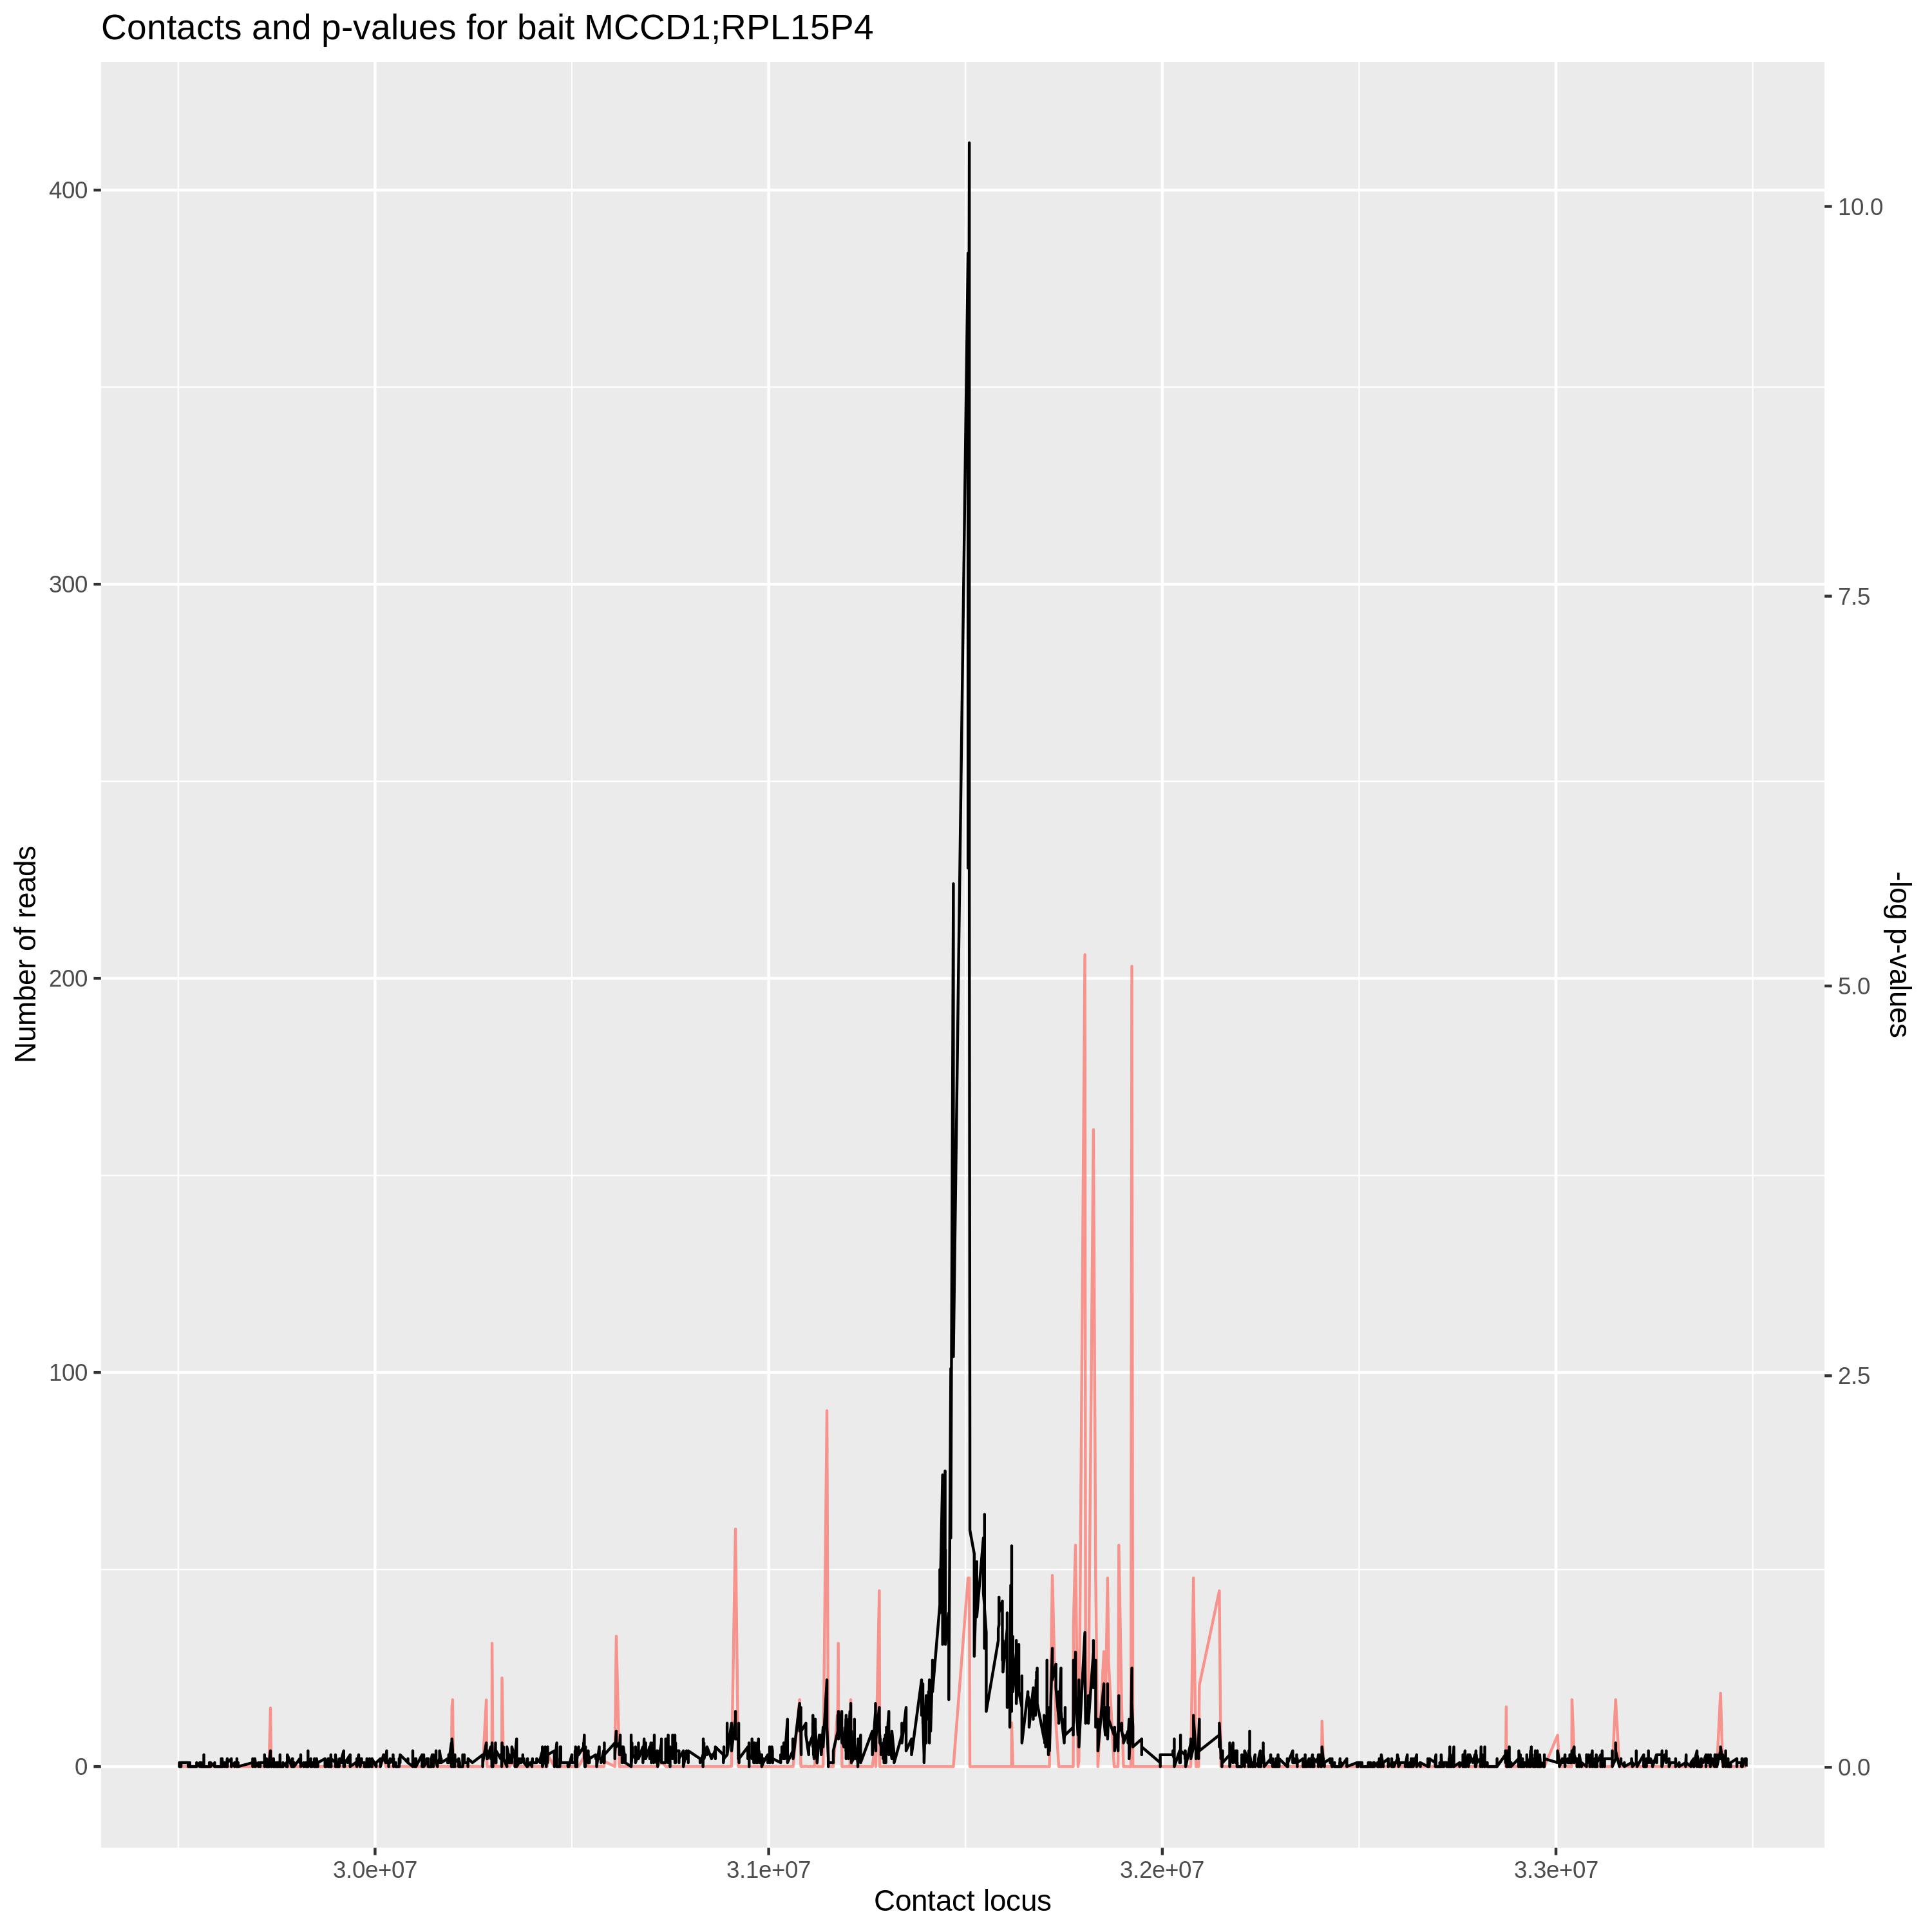 Contacts and p-values for bait MCCD1;RPL15P4
400
300
200
100
0
Number of reads
10.0
7.5
5.0
2.5
0.0
-log p-values
3.0e+07
3.1e+07
3.2e+07
3.3e+07
Contact locus